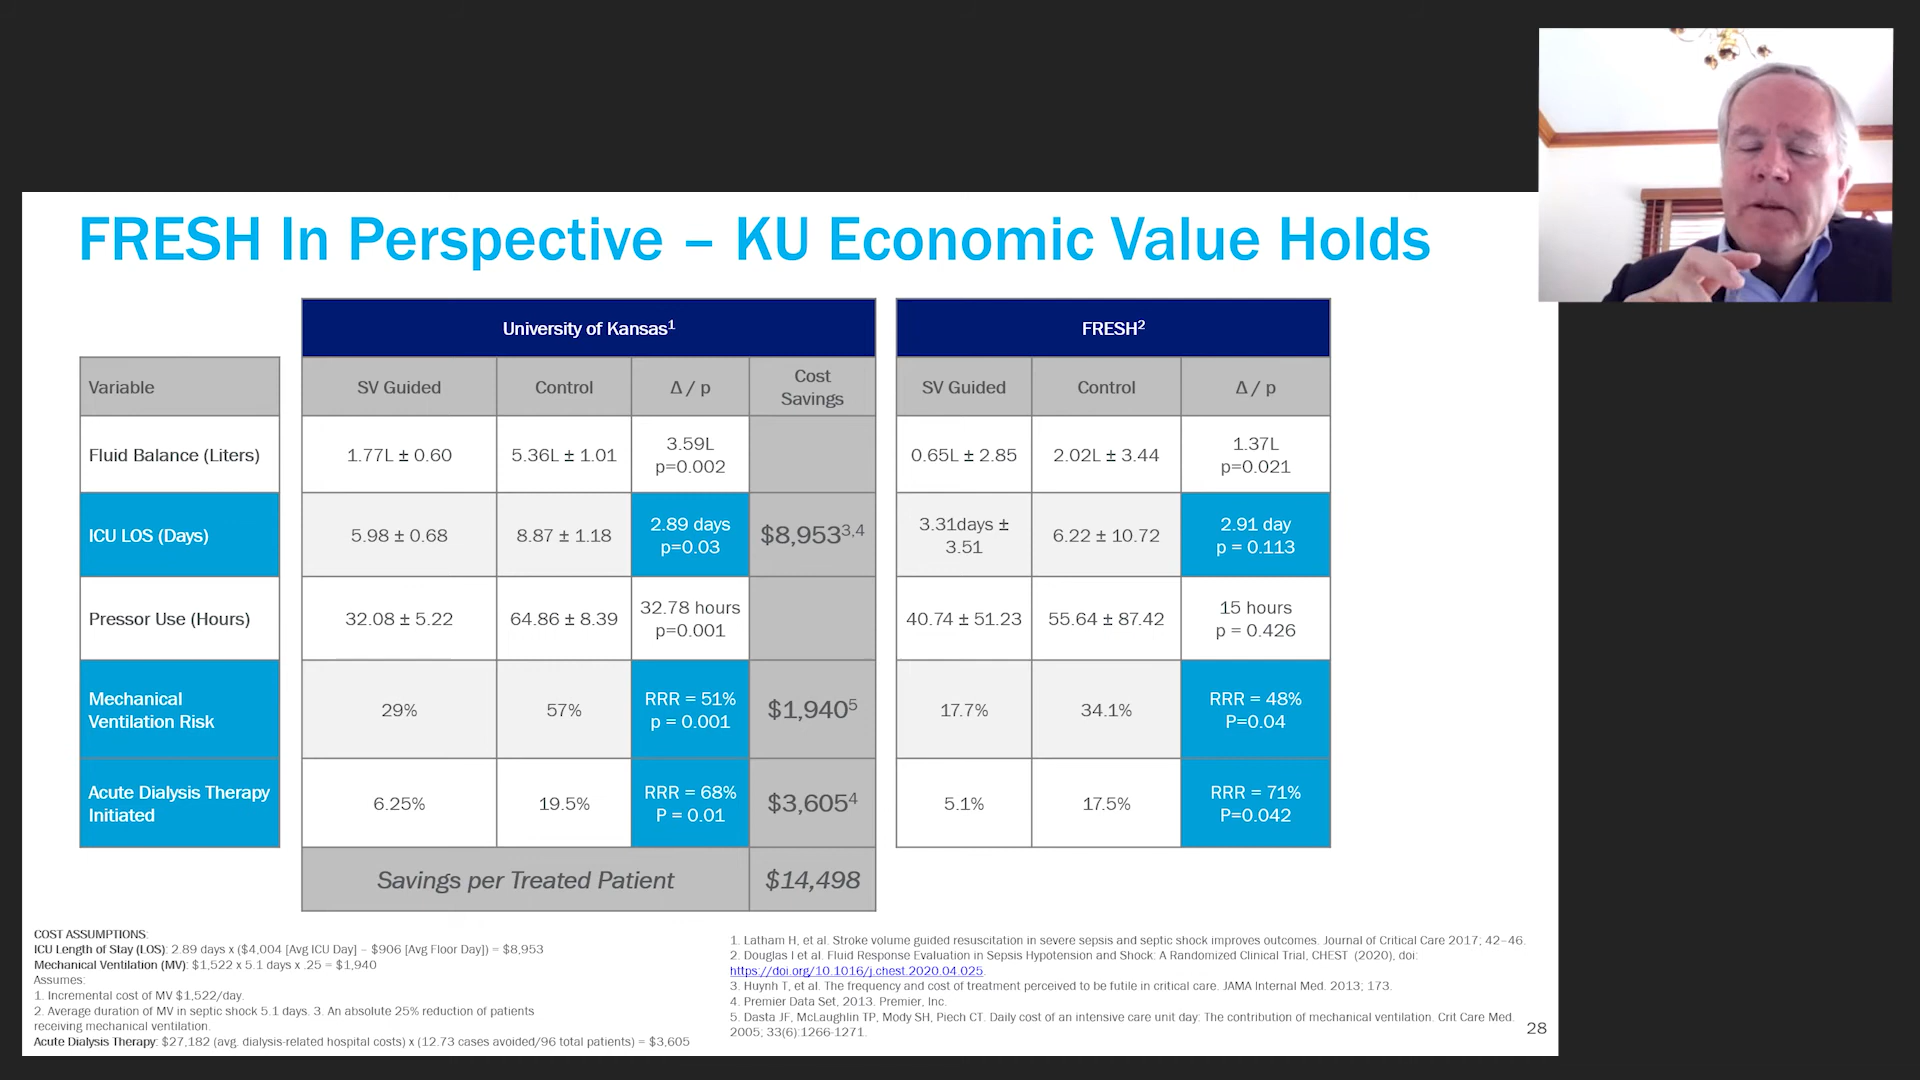 FRESH In Perspective – KU Economic Value Holds
University of Kansas1
FRESH2
Variable
SV Guided
Control
Δ / p
Cost
Savings
SV Guided
Control
Δ / p
Fluid Balance (Liters)
1.77L ± 0.60
5.36L ± 1.01
3.59L
p=0.002
0.65L ± 2.85
2.02L ± 3.44
1.37L
p=0.021
ICU LOS (Days)
5.98 ± 0.68
8.87 ± 1.18
2.89 days
p=0.03
$8,9533,4
3.31days ±
3.51
6.22 ± 10.72
2.91 day
p = 0.113
Pressor Use (Hours)
32.08 ± 5.22
64.86 ± 8.39
32.78 hours
p=0.001
40.74 ± 51.23
55.64 ± 87.42
15 hours
p = 0.426
Mechanical
Ventilation Risk
29%
57%
RRR = 51%
p = 0.001
$1,9405
17.7%
34.1%
RRR = 48%
P=0.04
Acute Dialysis Therapy
Initiated
6.25%
19.5%
RRR = 68%
P = 0.01
$3,6054
5.1%
17.5%
RRR = 71%
P=0.042
Savings per Treated Patient
$14,498
COST ASSUMPTIONS:
ICU Length of Stay (LOS): 2.89 days x ($4,004 [Avg ICU Day] – $906 [Avg Floor Day]) = $8,953
Mechanical Ventilation (MV): $1,522 x 5.1 days x .25 = $1,940
Assumes:
1. Incremental cost of MV $1,522/day.
2. Average duration of MV in septic shock 5.1 days. 3. An absolute 25% reduction of patients
receiving mechanical ventilation.
Acute Dialysis Therapy: $27,182 (avg. dialysis-related hospital costs) x (12.73 cases avoided/96 total patients) = $3,605
1. Latham H, et al. Stroke volume guided resuscitation in severe sepsis and septic shock improves outcomes. Journal of Critical Care 2017; 42–46.
2. Douglas I et al. Fluid Response Evaluation in Sepsis Hypotension and Shock: A Randomized Clinical Trial, CHEST (2020), doi:
https://doi.org/10.1016/j.chest.2020.04.025.
3. Huynh T, et al. The frequency and cost of treatment perceived to be futile in critical care. JAMA Internal Med. 2013; 173.
4. Premier Data Set, 2013. Premier, Inc.
5. Dasta JF, McLaughlin TP, Mody SH, Piech CT. Daily cost of an intensive care unit day: The contribution of mechanical ventilation. Crit Care Med.
2005; 33(6):1266-1271.
28